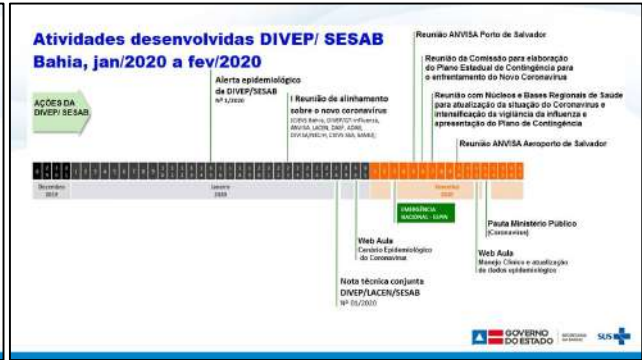 Atividades desenvolvidas DIVEP/ SESAB
Bahia, jan/2020 a fev/2020
Reunião ANVISA Porto de Salvador
Reunião da Comissão para elaboração
do Plano Estadual de Contingência para
o enfrentamento do Novo Coronavírus
Alerta epidemiológico
da DIVEP/SESAB
Nº 1/2020
I Reunião de alinhamento
sobre o novo coronavírus
Reunião com Núcleos e Bases Regionais de Saúde
para atualização da situação do Coronavírus e
intensificação da vigilância da influenza e
apresentação do Plano de Contingência
AÇÕES DA
DIVEP/ SESAB
Reunião ANVISA Aeroporto de Salvador
Dezembro
2019
Janeiro
2020
2020
EMERGÊNCIA
NACIONAL - ESPIN
Pauta Ministério Público
(Coronavírus)
Web Aula
Cenário Epidemiológico
do Coronavírus
Web Aula
Manejo Clínico e atualização
de dados epidemiológicos
Nota técnica conjunta
DIVEP/LACEN/SESAB
Nº 01/2020
GOVERNO
DO ESTADO
SUS